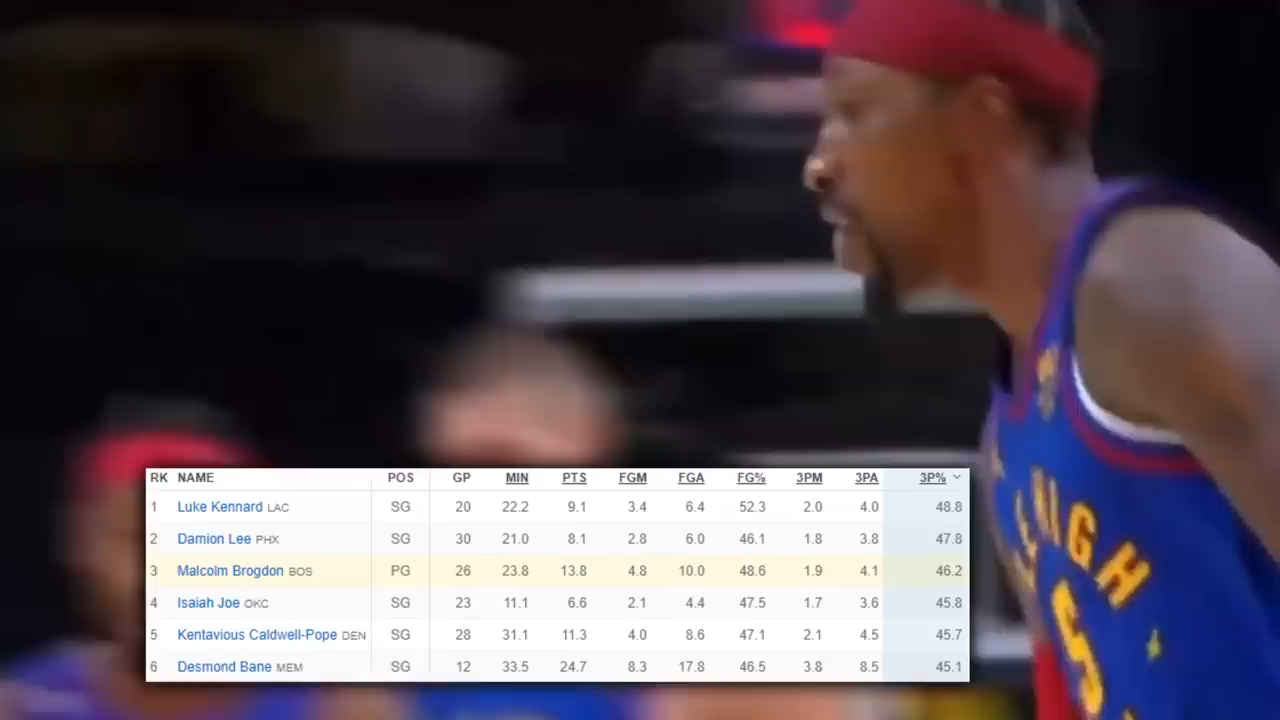 RK NAME POS GP MIN PTS FGM FGA FG% 3PM 3PA 3P%
1 Luke Kennard LAC SG 20 22.2 9.1 3.4 6.4 52.3 2.0 4.0 48.8
2 Damion Lee PHX SG 30 21.0 8.1 2.8 6.0 46.1 1.8 3.8 47.8
3 Malcolm Brogdon BOS PG 26 23.8 13.8 4.8 10.0 48.6 1.9 4.1 46.2
4 Isaiah Joe OKC SG 23 11.1 6.6 2.1 4.4 47.5 1.7 3.6 45.8
5 Kentavious Caldwell-Pope DEN SG 28 31.1 11.3 4.0 8.6 47.1 2.1 4.5 45.7
6 Desmond Bane MEM SG 12 33.5 24.7 8.3 17.8 46.5 3.8 8.5 45.1
5